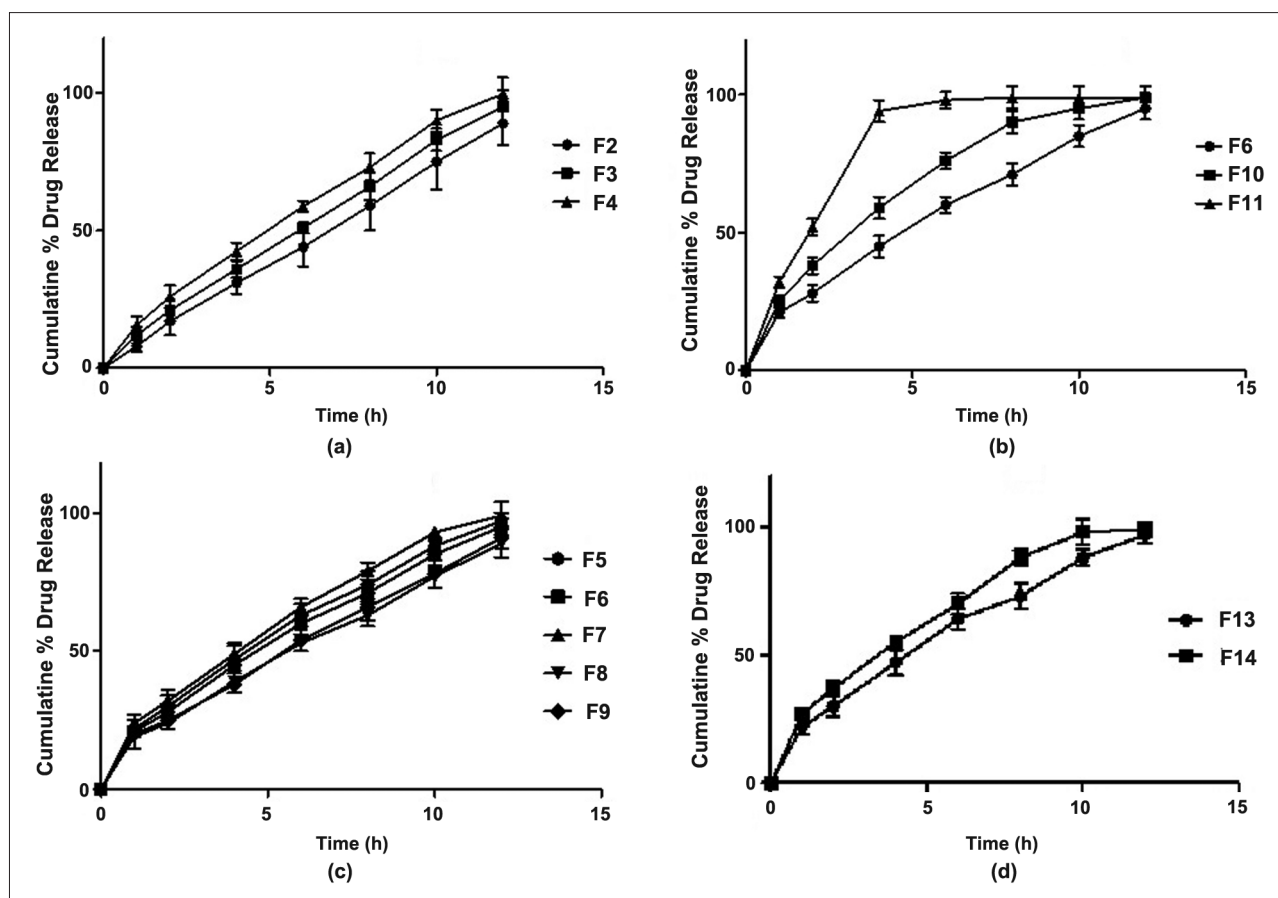 Cumulatine % Drug Release
100
50
0
0
5
10
15
F2
F3
F4
Time (h)
(a)
Cumulatine % Drug Release
100
50
0
0
5
10
15
F6
F10
F11
Time (h)
(b)
Cumulatine % Drug Release
100
50
0
0
5
10
15
F5
F6
F7
F8
F9
Time (h)
(c)
Cumulatine % Drug Release
100
50
0
0
5
10
15
F13
F14
Time (h)
(d)